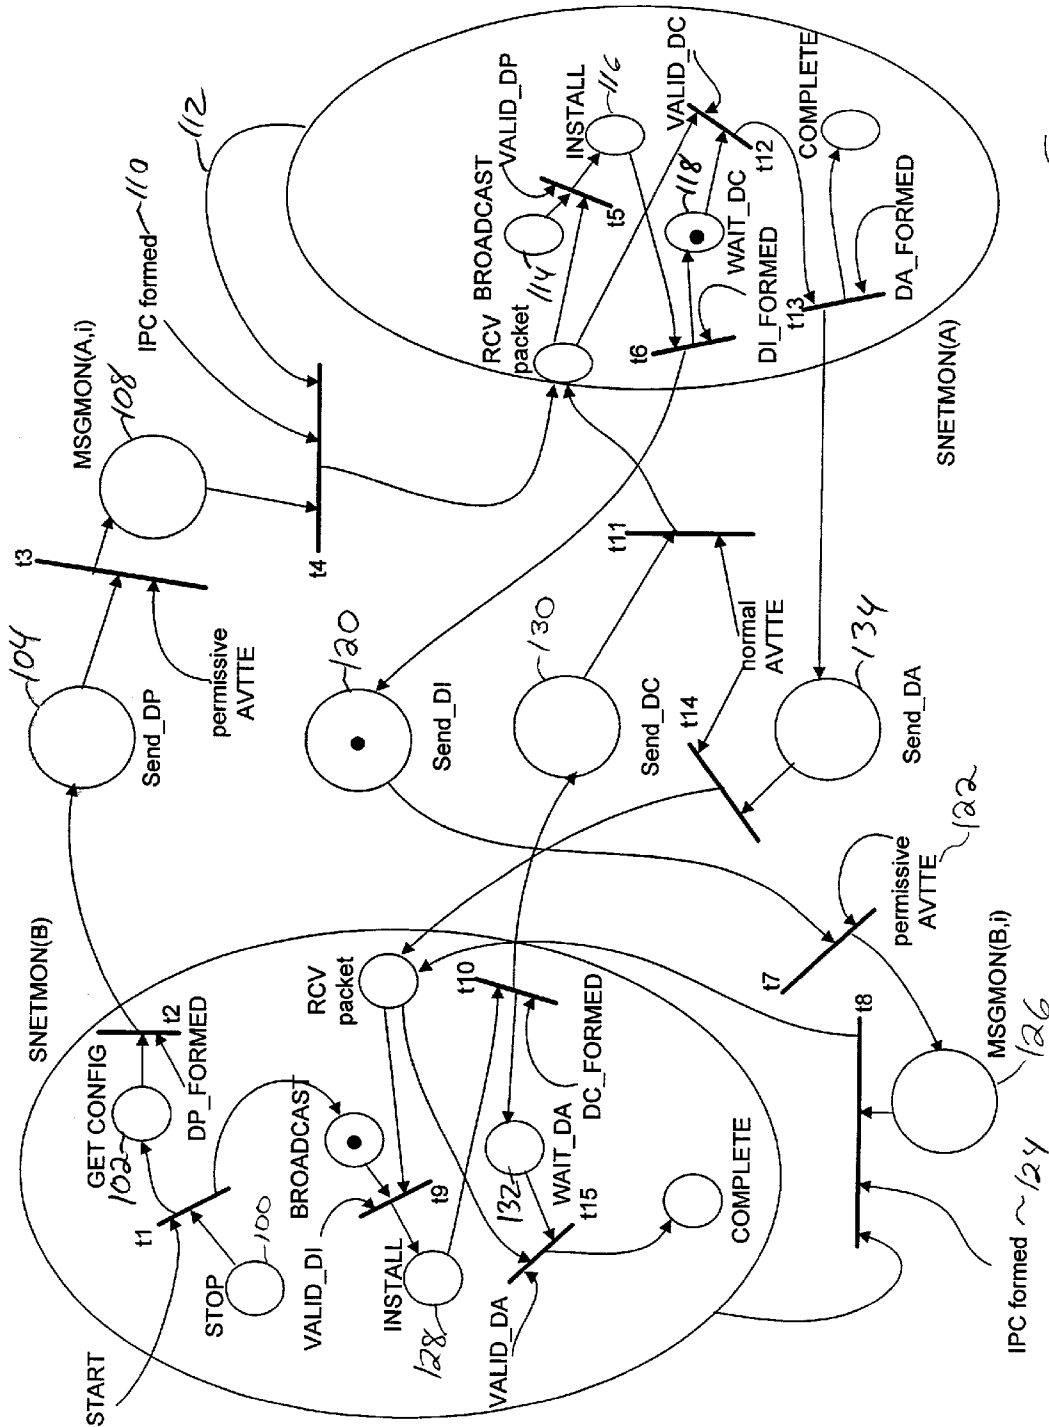 START
SNETMON(B)
t1
STOP
100
GET CONFIG
102
t2
DP_FORMED
BROADCAST
VALID_DI
t9
INSTALL
128
RCV
packet
t10
DC_FORMED
WAIT_DA
132
t15
VALID_DA
COMPLETE
104
Send_DP
t3
permissive
AVTTE
MSGMON(A,i)
108
IPC formed
110
112
t4
120
Send_DI
130
Send_DC
t11
normal
AVTTE
t14
134
Send_DA
permissive
AVTTE
122
t7
t8
MSGMON(B,i)
126
IPC formed
124
RCV
packet
BROADCAST
114
VALID_DP
t5
INSTALL
116
t6
118
WAIT_DC
DI_FORMED
VALID_DC
t12
t13
COMPLETE
DA_FORMED
SNETMON(A)